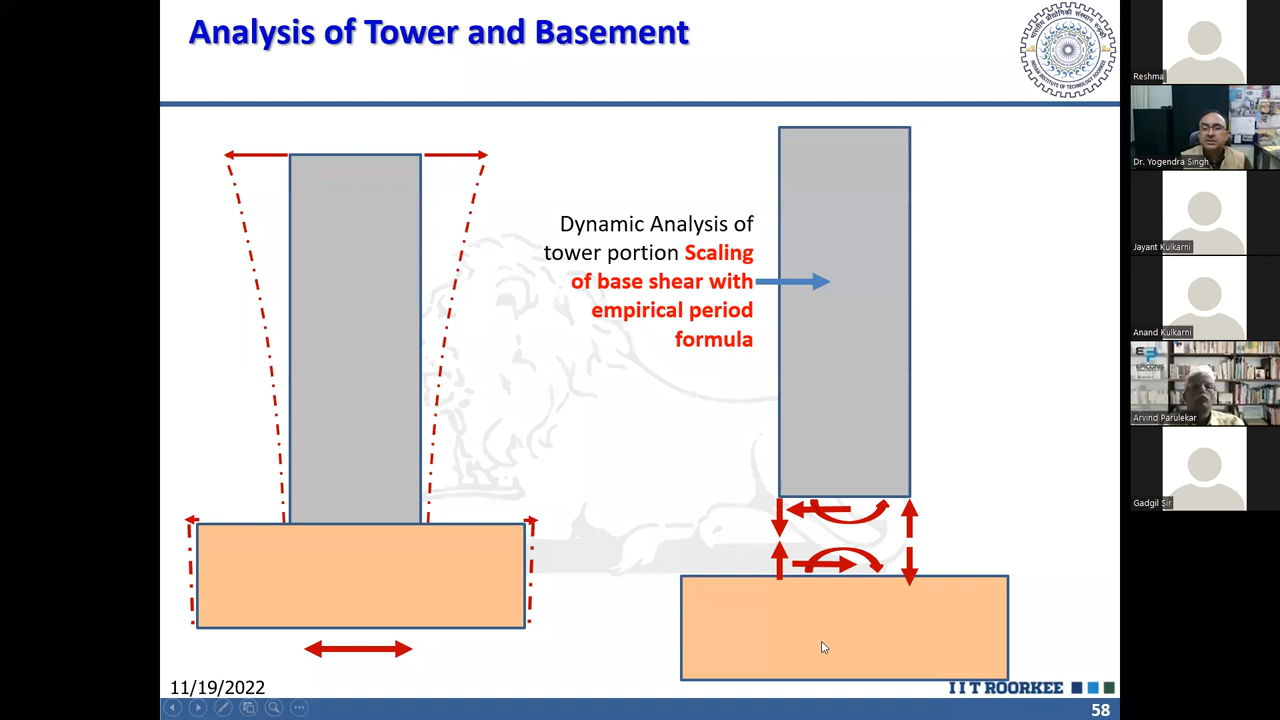 Analysis of Tower and Basement
Dynamic Analysis of
tower portion Scaling
of base shear with
empirical period
formula
11/19/2022
I I T ROORKEE
58
Reshma
Dr. Yogendra Singh
Jayant Kulkarni
Anand Kulkarni
EPICONS
Arvind Parulekar
Gadgil Sir